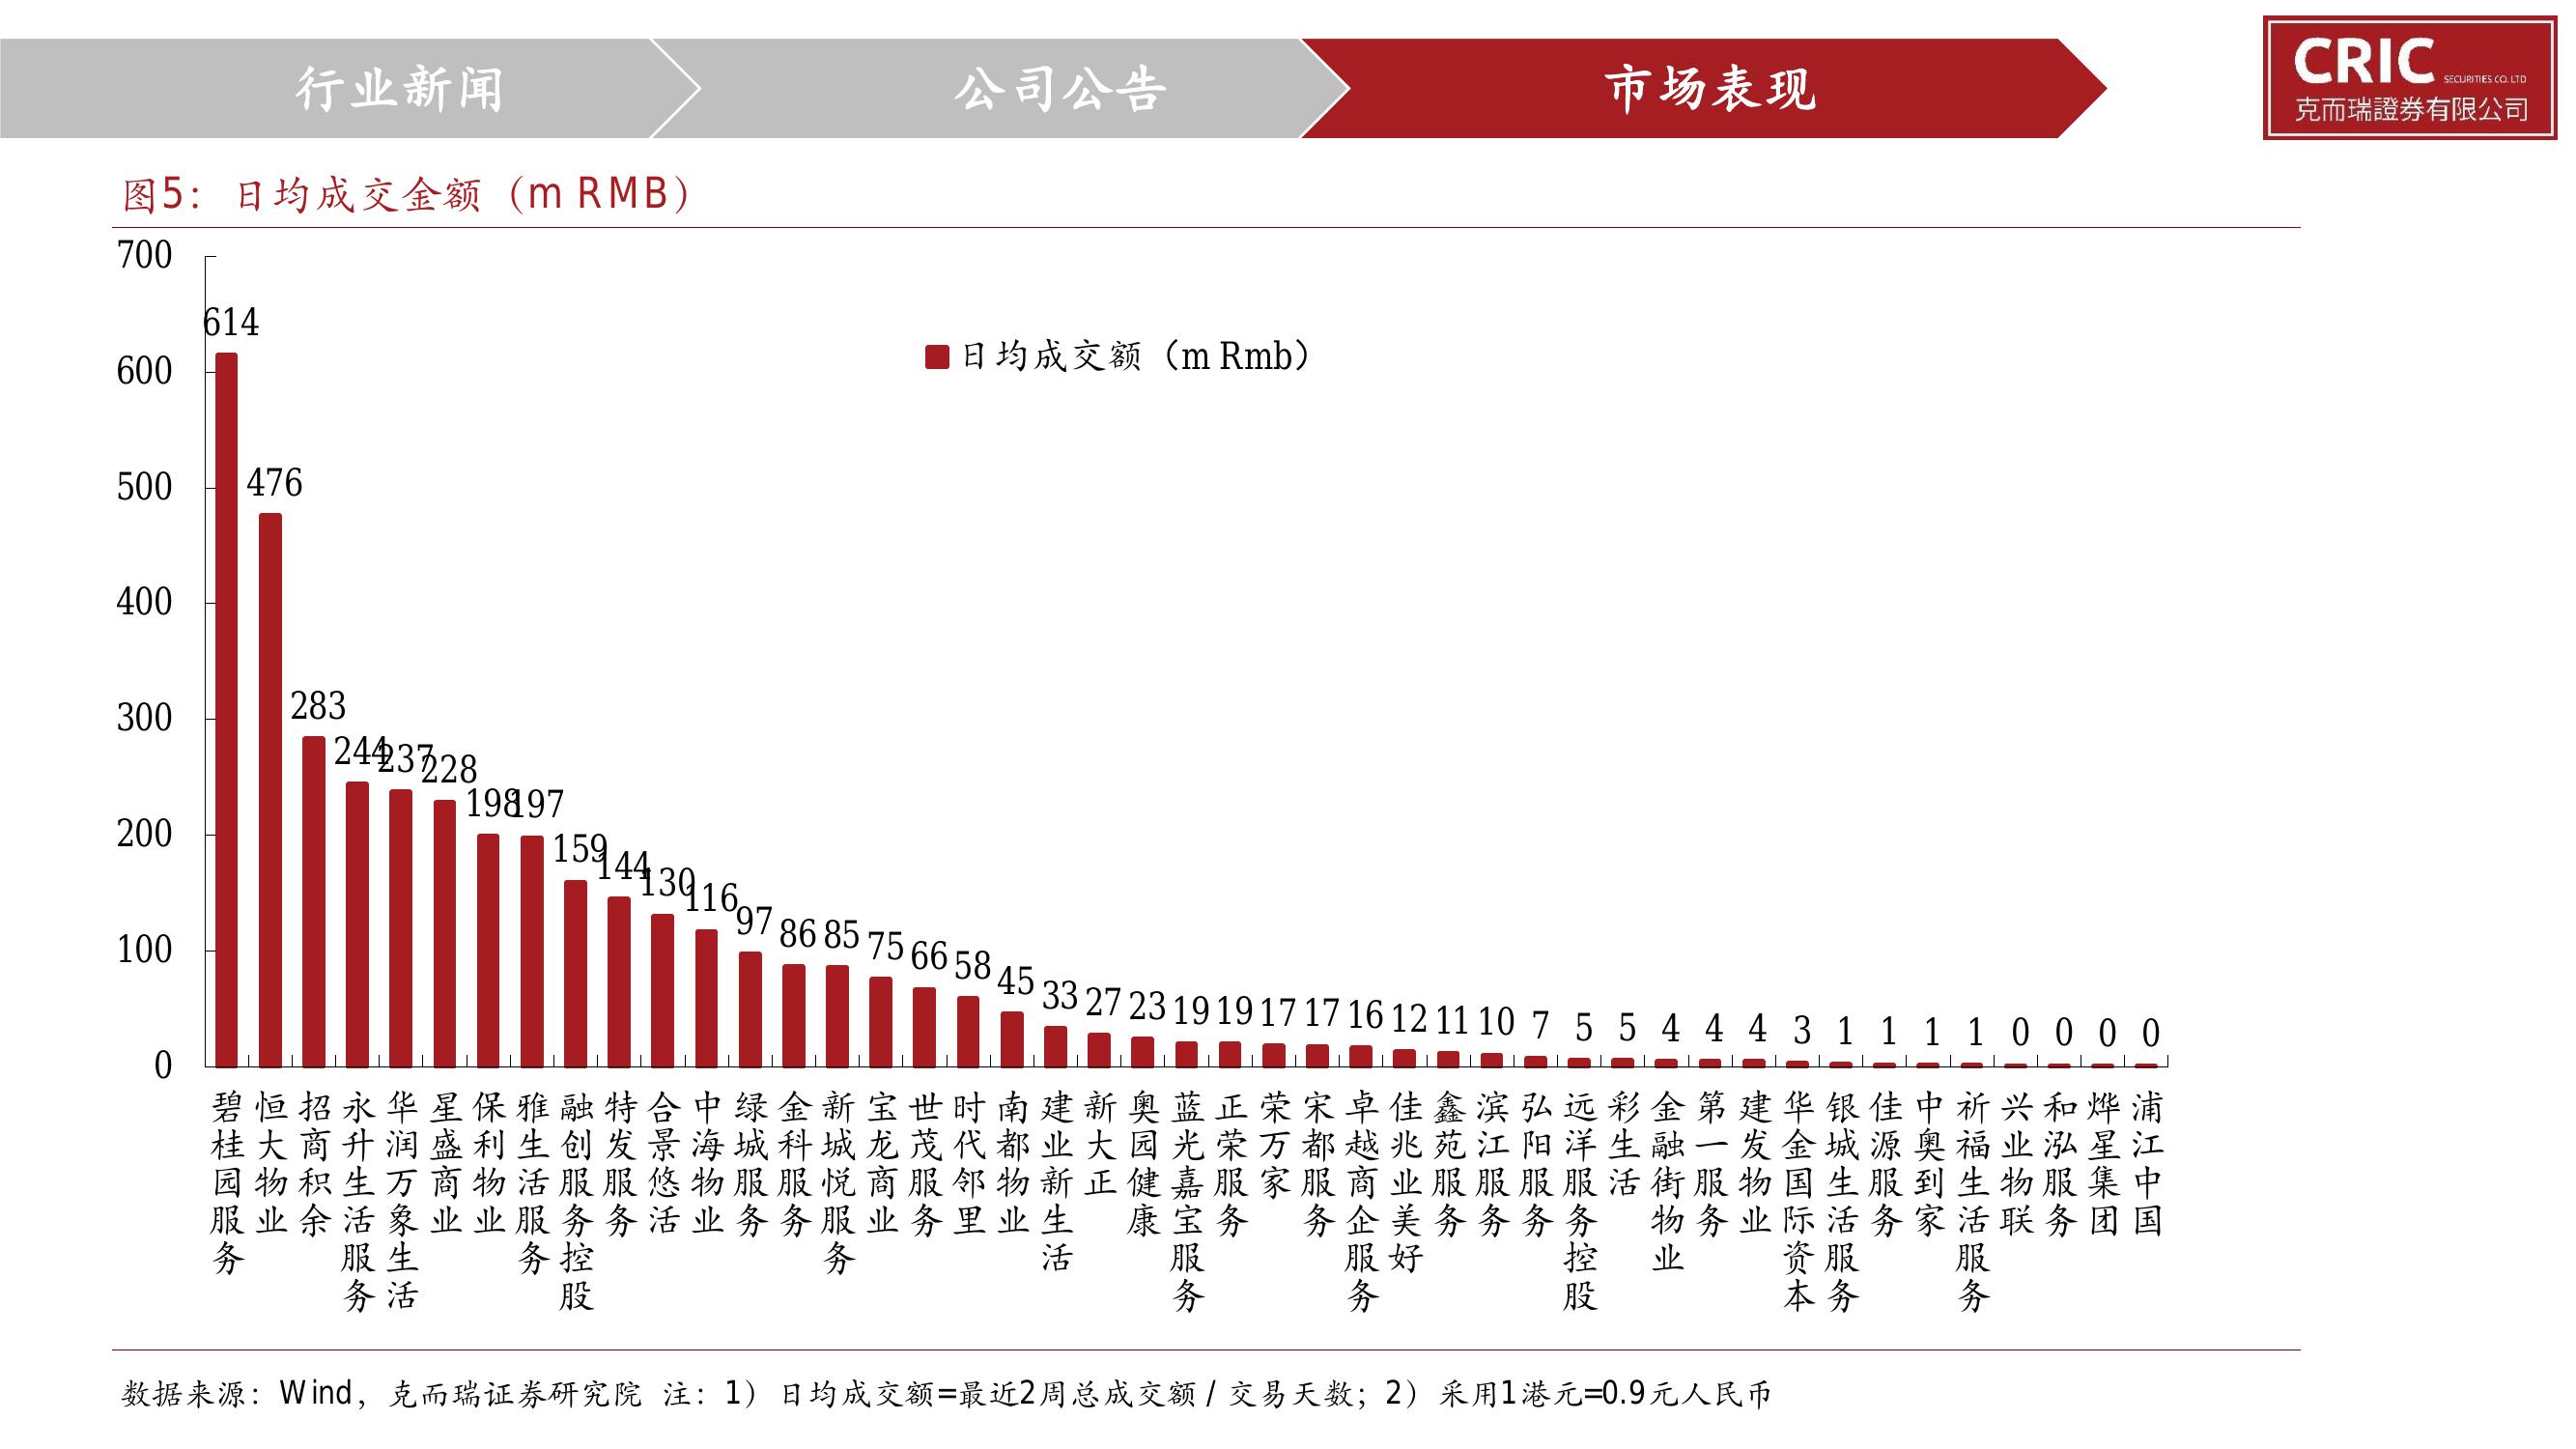 行业新闻
公司公告
市场表现
CRIC SECURITIES CO. LTD
克而瑞證券有限公司
图5：日均成交金额（m RMB）
700
600
500
400
300
200
100
0
日均成交额（m Rmb）
614
476
283
244
237
228
198
197
159
144
130
116
97
86
85
75
66
58
45
33
27
23
19
19
17
17
16
12
11
10
7
5
5
4
4
4
3
1
1
1
1
0
0
0
0
碧桂园服务
恒大物业
招商积余
永升生活服务
华润万象生活
星盛商业
保利物业
雅生活服务
融创服务控股
特发服务
合景悠活
中海物业
绿城服务
金科服务
新城悦服务
宝龙商业
世茂服务
时代邻里
南都物业
建业新生活
新大正
奥园健康
蓝光嘉宝服务
正荣服务
荣万家
宋都服务
卓越商企服务
佳兆业美好
鑫苑服务
滨江服务
弘阳服务
远洋服务控股
彩生活
金融街物业
第一服务
建发物业
华金国际资本
银城生活服务
佳源服务
中奥到家
祈福生活服务
兴业物联
和泓服务
烨星集团
浦江中国
数据来源：Wind，克而瑞证券研究院 注：1）日均成交额=最近2周总成交额 / 交易天数；2）采用1港元=0.9元人民币